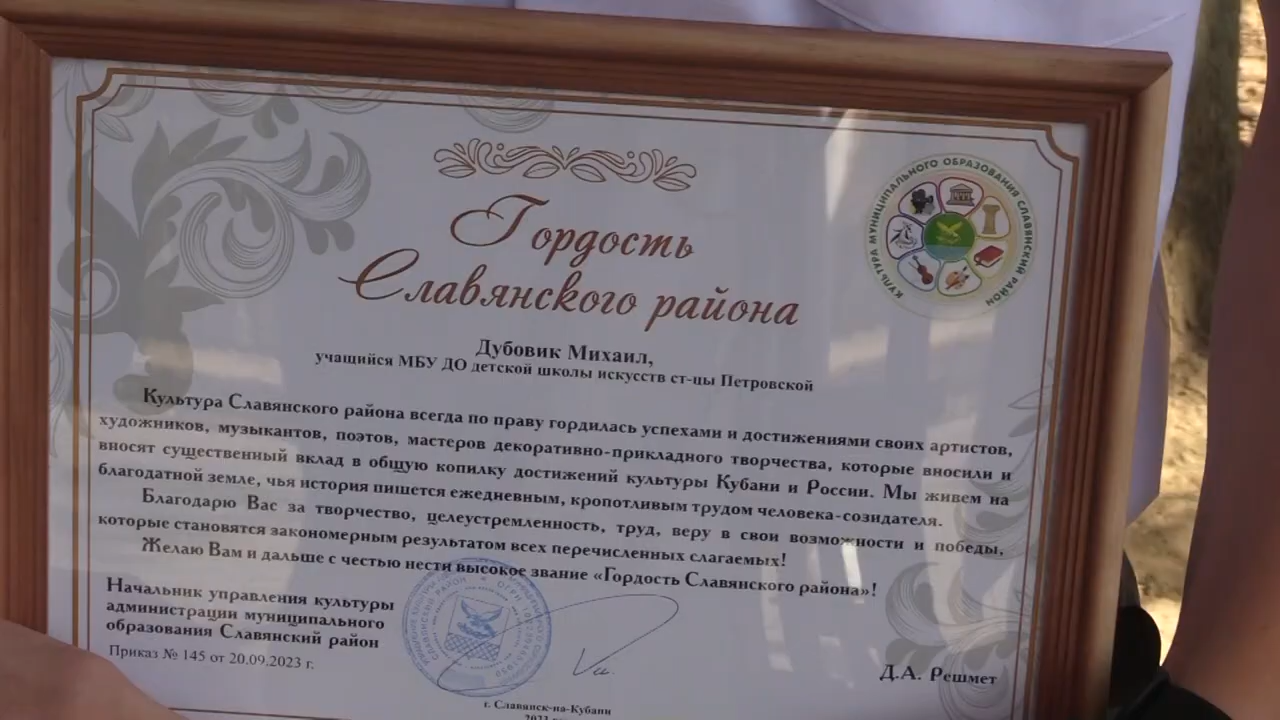 Гордость
Славянского района
КУЛЬТУРА МУНИЦИПАЛЬНОГО ОБРАЗОВАНИЯ СЛАВЯНСКИЙ РАЙОН
Дубовик Михаил,
учащийся МБУ ДО детской школы искусств ст-цы Петровской
Культура Славянского района всегда по праву гордилась успехами и достижениями своих артистов,
художников, музыкантов, поэтов, мастеров декоративно-прикладного творчества, которые вносили и
вносят существенный вклад в общую копилку достижений культуры Кубани и России. Мы живем на
благодатной земле, чья история пишется ежедневным, кропотливым трудом человека-созидателя.
Благодарю Вас за творчество, целеустремленность, труд, веру в свои возможности и победы,
которые становятся закономерным результатом всех перечисленных слагаемых!
Желаю Вам и дальше с честью нести высокое звание «Гордость Славянского района»!
Начальник управления культуры
администрации муниципального
образования Славянский район
Д.А. Решмет
Приказ № 145 от 20.09.2023 г.
г. Славянск-на-Кубани